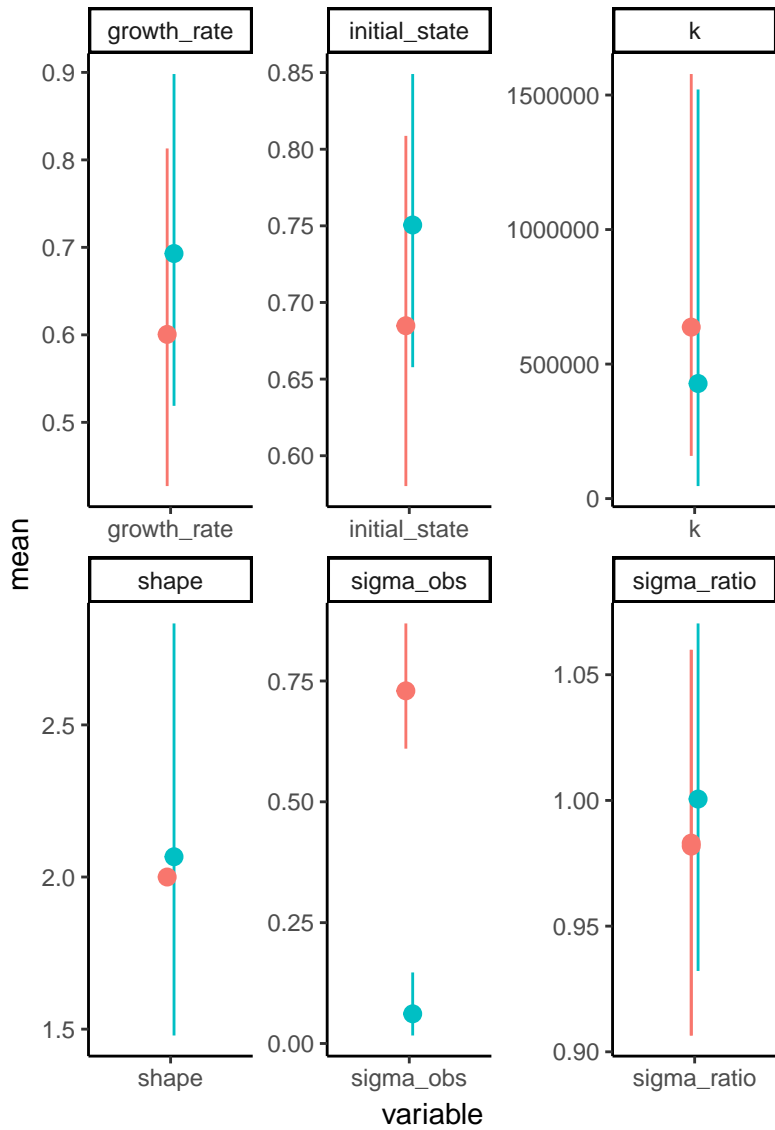 growth_rate
initial_state
k
0.9
0.8
0.7
0.6
0.5
0.85
0.80
0.75
0.70
0.65
0.60
1500000
1000000
500000
0
growth_rate
initial_state
k
mean
shape
sigma_obs
sigma_ratio
2.5
2.0
1.5
0.75
0.50
0.25
0.00
1.05
1.00
0.95
0.90
shape
sigma_obs
sigma_ratio
variable